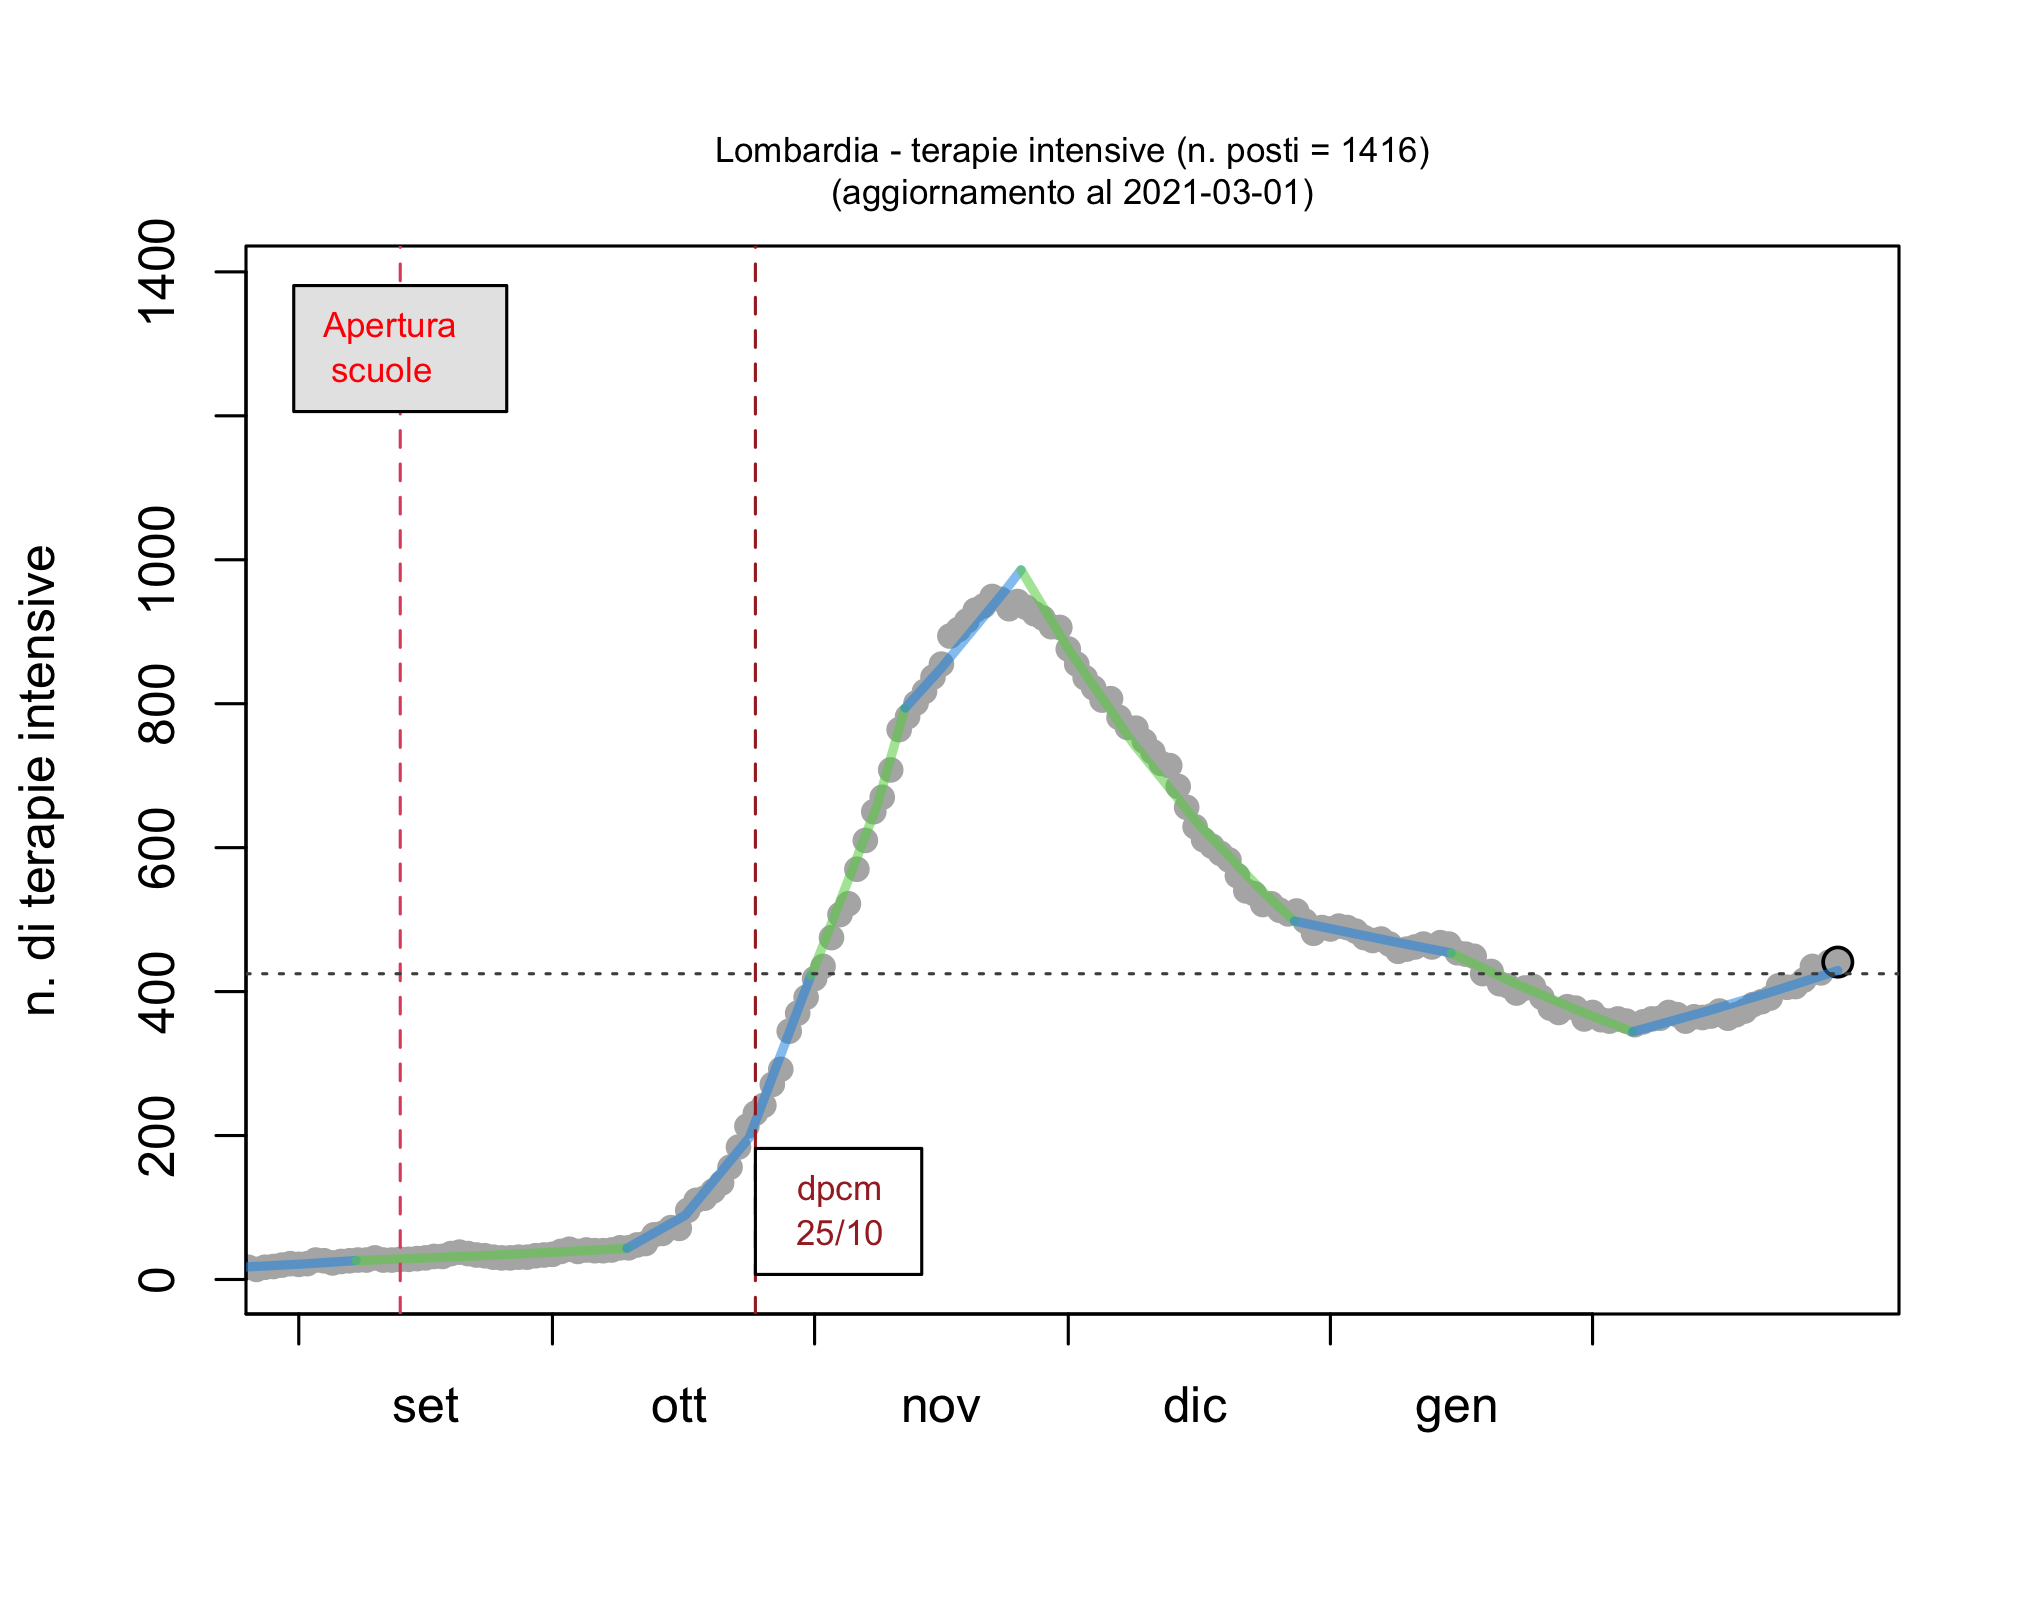 Lombardia - terapie intensive (n. posti = 1416)
(aggiornamento al 2021-03-01)
n. di terapie intensive
1400
1000
800
600
400
200
0
Apertura
scuole
dpcm
25/10
set
ott
nov
dic
gen